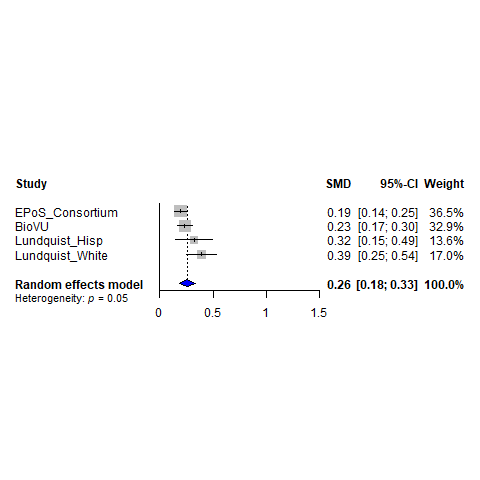 Study SMD 95%-CI Weight
EPoS_Consortium 0.19 [0.14; 0.25] 36.5%
BioVU 0.23 [0.17; 0.30] 32.9%
Lundquist_Hisp 0.32 [0.15; 0.49] 13.6%
Lundquist_White 0.39 [0.25; 0.54] 17.0%
Random effects model 0.26 [0.18; 0.33] 100.0%
Heterogeneity: p = 0.05
0 0.5 1 1.5